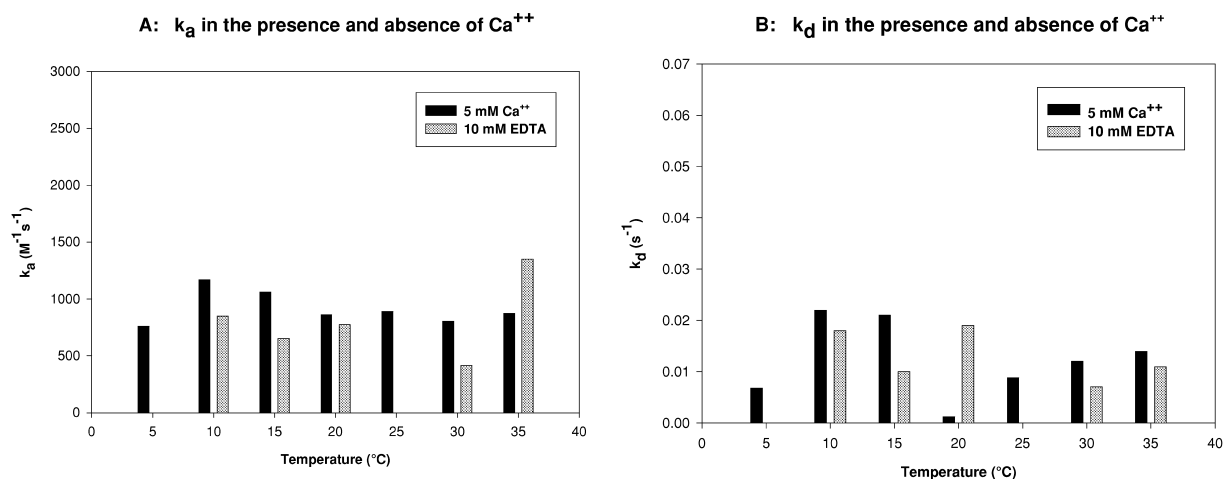 A: kₐ in the presence and absence of Ca⁺⁺
3000
2500
2000
1500
1000
500
0
kₐ (M⁻¹s⁻¹)
5 mM Ca⁺⁺
10 mM EDTA
0 5 10 15 20 25 30 35 40
Temperature (°C)
B: k_d in the presence and absence of Ca⁺⁺
0.07
0.06
0.05
0.04
0.03
0.02
0.01
0.00
k_d (s⁻¹)
5 mM Ca⁺⁺
10 mM EDTA
0 5 10 15 20 25 30 35 40
Temperature (°C)